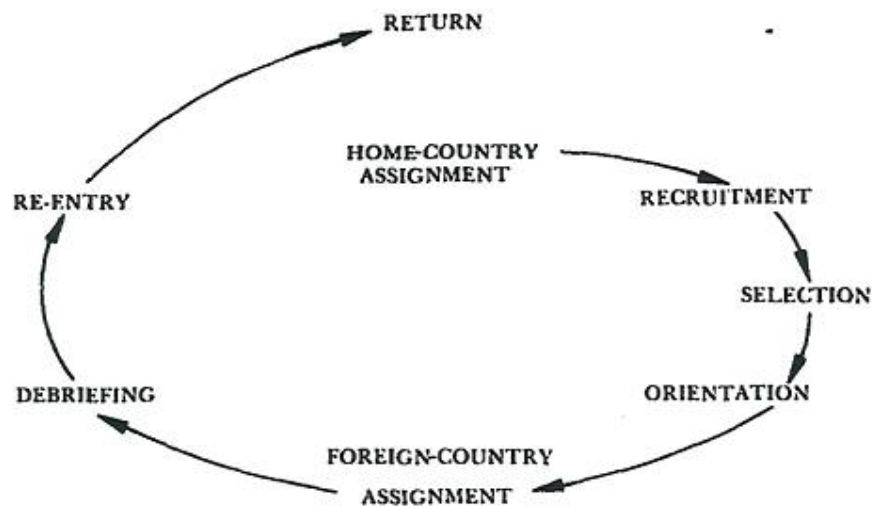 RETURN
HOME-COUNTRY
ASSIGNMENT
RECRUITMENT
SELECTION
ORIENTATION
FOREIGN-COUNTRY
ASSIGNMENT
DEBRIEFING
RE-ENTRY